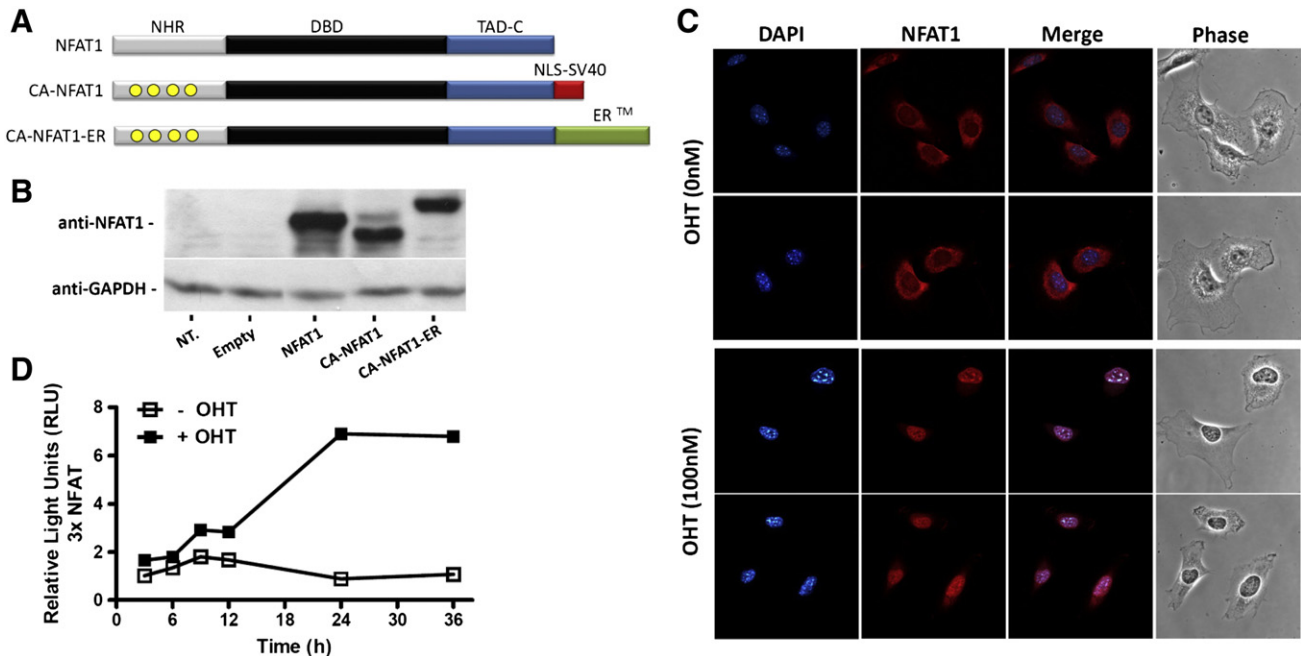 A
NHR DBD TAD-C
NFAT1
NLS-SV40
CA-NFAT1
ER TM
CA-NFAT1-ER
B
anti-NFAT1 -
anti-GAPDH -
NT.
Empty
NFAT1
CA-NFAT1
CA-NFAT1-ER
C
DAPI NFAT1 Merge Phase
OHT (0nM)
OHT (100nM)
D
- OHT
+ OHT
Relative Light Units (RLU)
3x NFAT
8
6
4
2
0
0 6 12 18 24 30 36
Time (h)